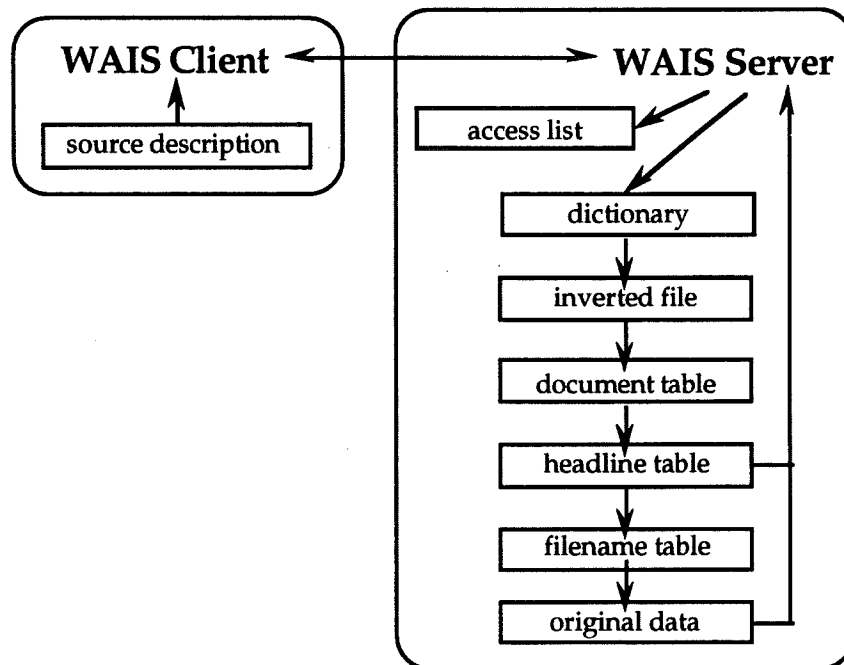 WAIS Client
source description
WAIS Server
access list
dictionary
inverted file
document table
headline table
filename table
original data